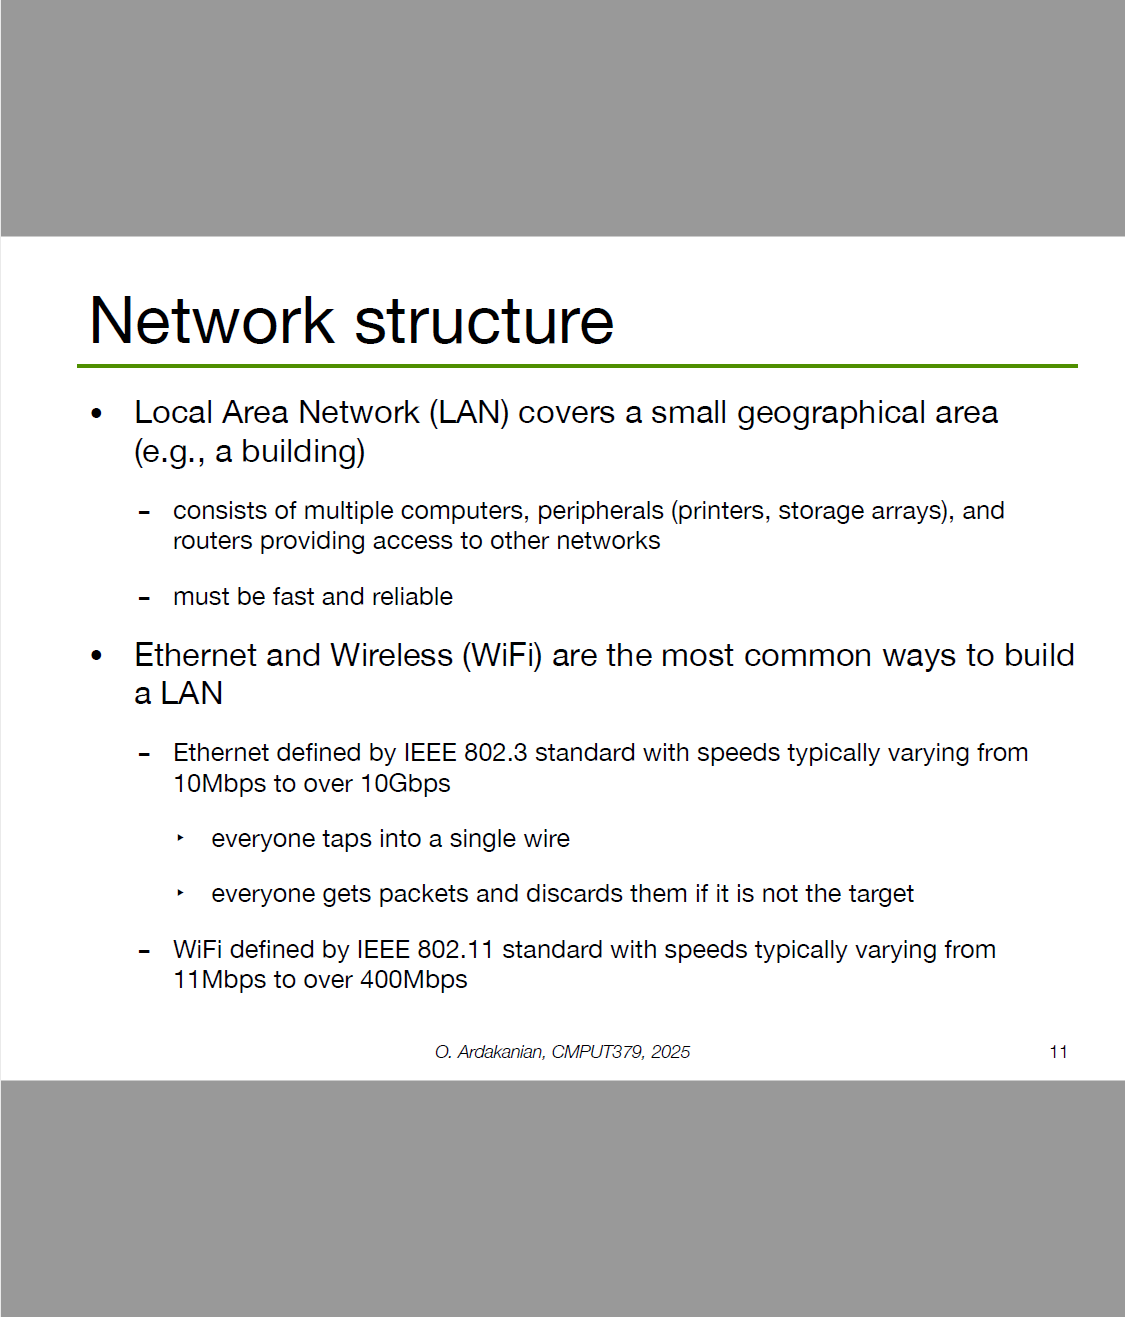 Network structure
• Local Area Network (LAN) covers a small geographical area
(e.g., a building)
– consists of multiple computers, peripherals (printers, storage arrays), and
routers providing access to other networks
– must be fast and reliable
• Ethernet and Wireless (WiFi) are the most common ways to build
a LAN
– Ethernet defined by IEEE 802.3 standard with speeds typically varying from
10Mbps to over 10Gbps
‣ everyone taps into a single wire
‣ everyone gets packets and discards them if it is not the target
– WiFi defined by IEEE 802.11 standard with speeds typically varying from
11Mbps to over 400Mbps
O. Ardakanian, CMPUT379, 2025
11